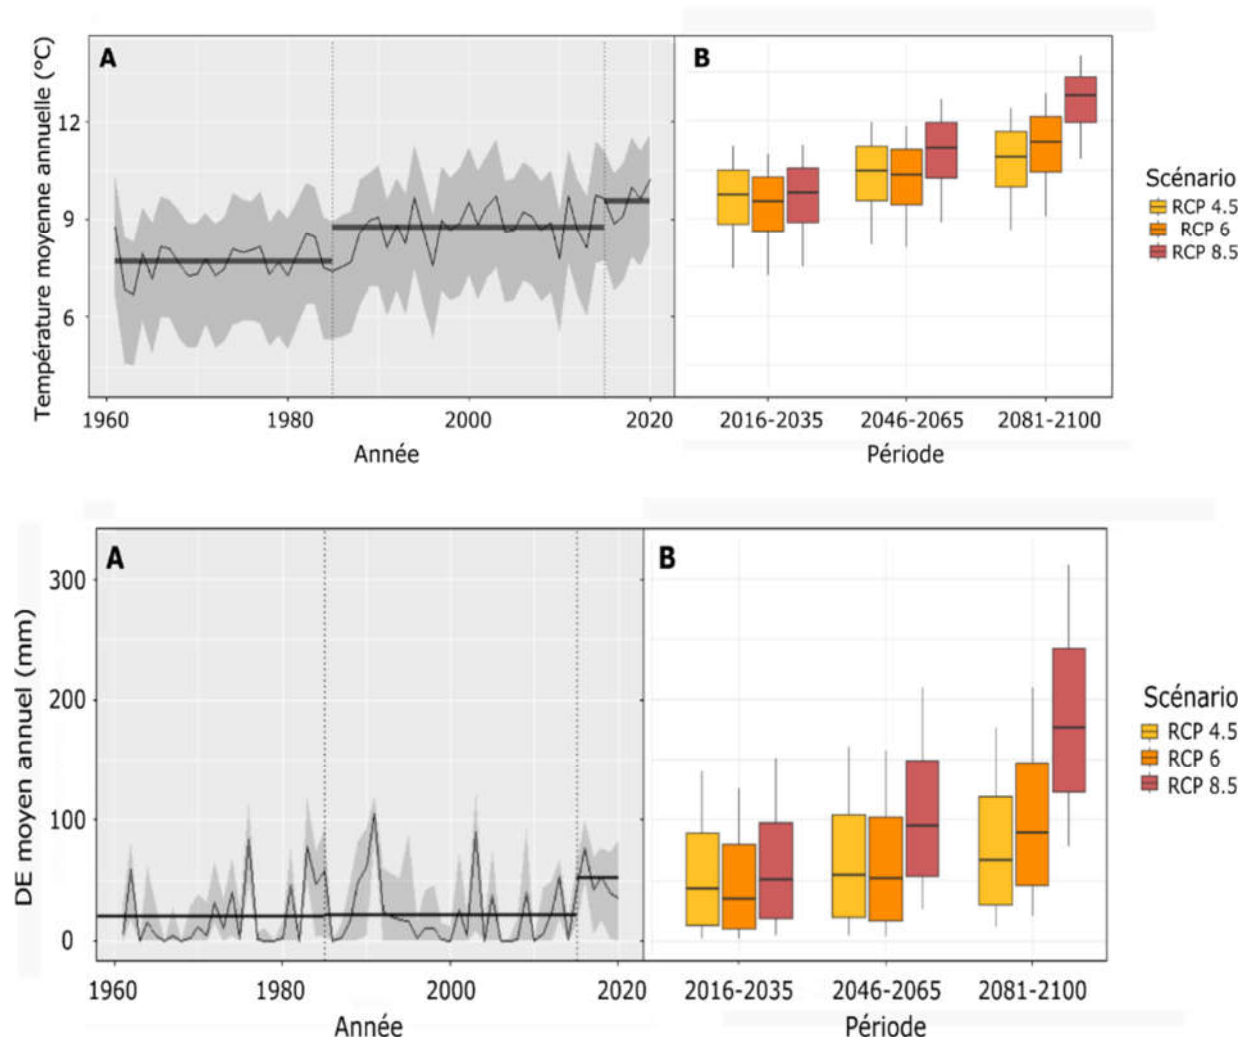 A
B
Température moyenne annuelle (°C)
12
9
6
1960
1980
2000
2020
Année
2016-2035
2046-2065
2081-2100
Période
Scénario
RCP 4.5
RCP 6
RCP 8.5
A
B
DE moyen annuel (mm)
300
200
100
0
1960
1980
2000
2020
Année
2016-2035
2046-2065
2081-2100
Période
Scénario
RCP 4.5
RCP 6
RCP 8.5